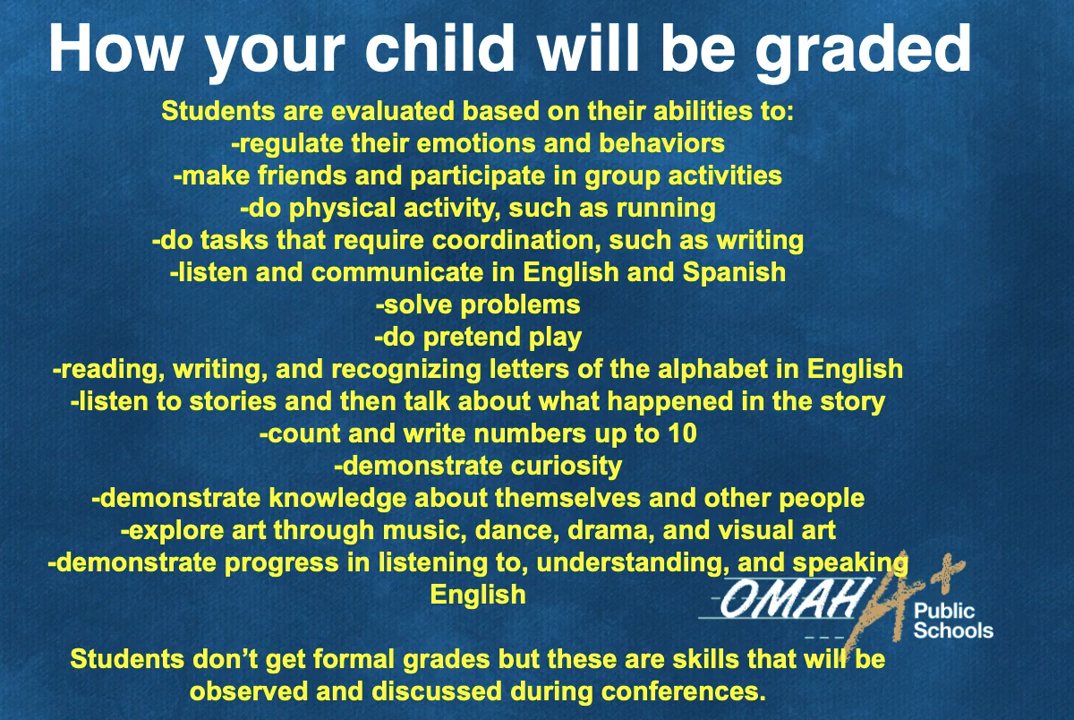 How your child will be graded
Students are evaluated based on their abilities to:
-regulate their emotions and behaviors
-make friends and participate in group activities
-do physical activity, such as running
-do tasks that require coordination, such as writing
-listen and communicate in English and Spanish
-solve problems
-do pretend play
-reading, writing, and recognizing letters of the alphabet in English
-listen to stories and then talk about what happened in the story
-count and write numbers up to 10
-demonstrate curiosity
-demonstrate knowledge about themselves and other people
-explore art through music, dance, drama, and visual art
-demonstrate progress in listening to, understanding, and speaking
English
OMAHA+
Public
Schools
Students don’t get formal grades but these are skills that will be
observed and discussed during conferences.